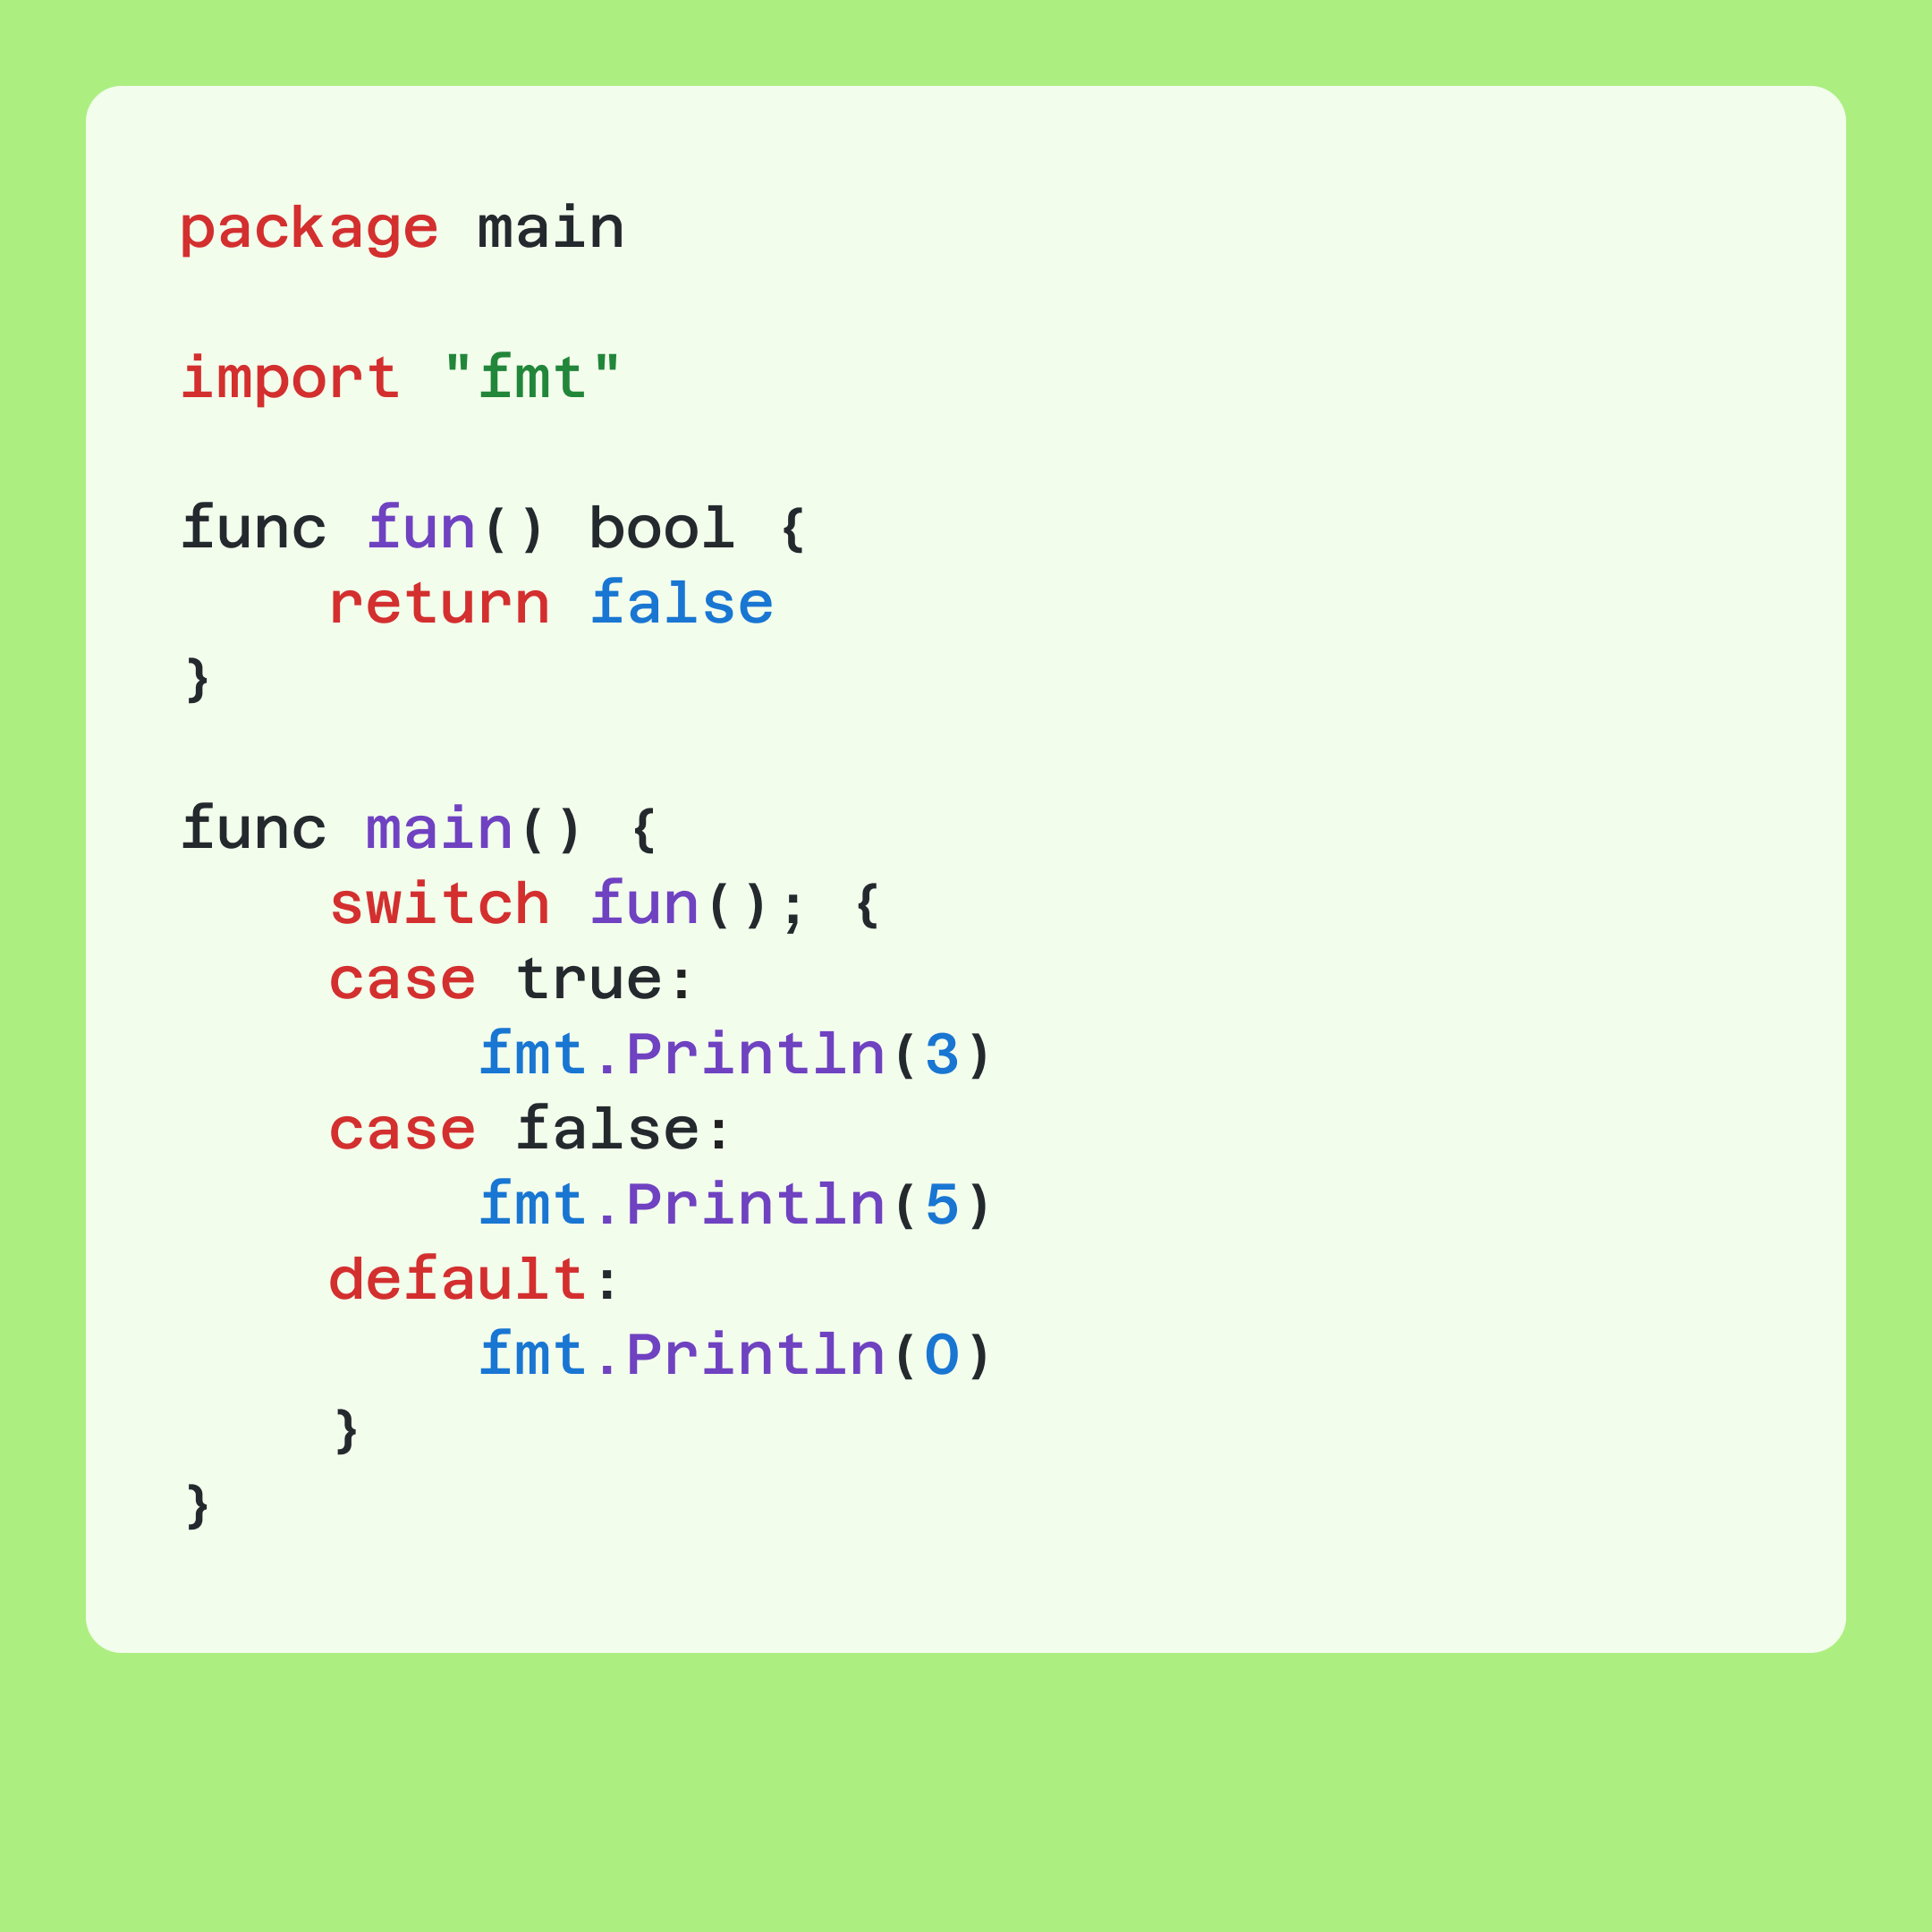 package main

import "fmt"

func fun() bool {
    return false
}

func main() {
    switch fun(); {
    case true:
        fmt.Println(3)
    case false:
        fmt.Println(5)
    default:
        fmt.Println(0)
    }
}